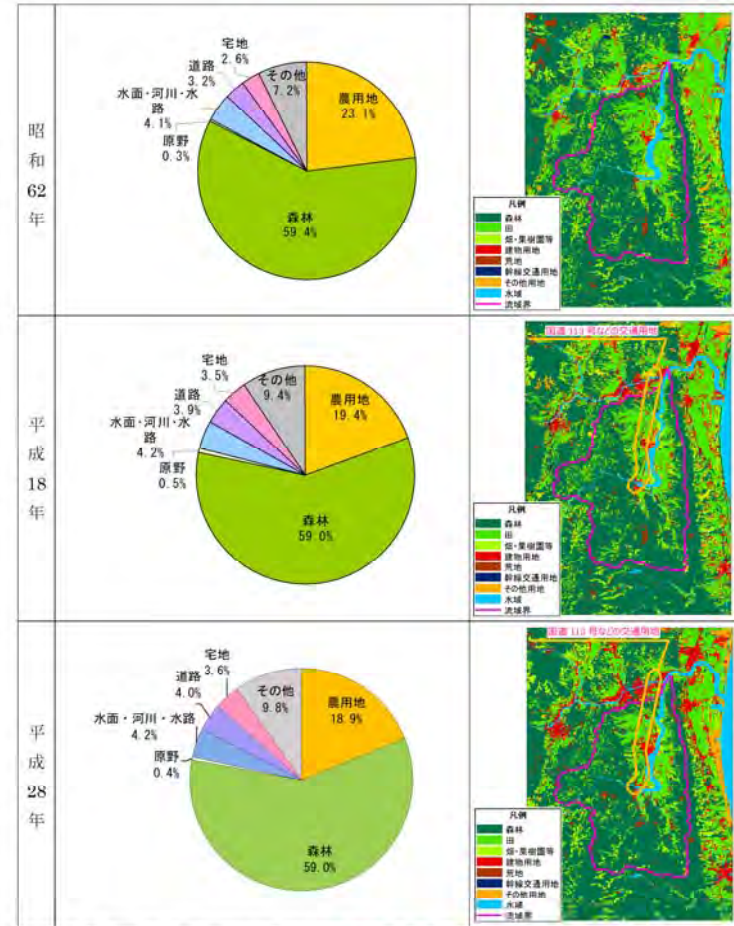 昭和62年
宅地
2.6%
道路
3.2%
その他
7.2%
水面・河川・水路
4.1%
原野
0.3%
農用地
23.1%
森林
59.4%
凡例
森林
田
畑・果樹園等
建物用地
荒地
幹線交通用地
その他用地
水域
流域界
平成18年
宅地
3.5%
道路
3.9%
その他
9.4%
水面・河川・水路
4.2%
原野
0.5%
農用地
19.4%
森林
59.0%
国道113号などの交通用地
凡例
森林
田
畑・果樹園等
建物用地
荒地
幹線交通用地
その他用地
水域
流域界
平成28年
宅地
3.6%
道路
4.0%
その他
9.8%
水面・河川・水路
4.2%
原野
0.4%
農用地
18.9%
森林
59.0%
国道113号などの交通用地
凡例
森林
田
畑・果樹園等
建物用地
荒地
幹線交通用地
その他用地
水域
流域界